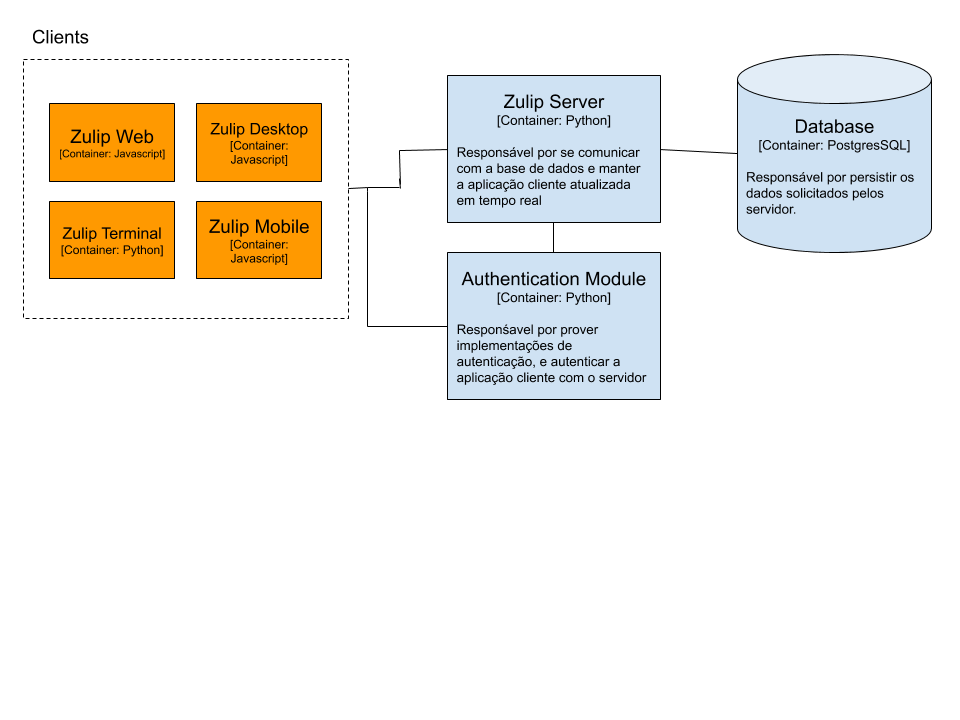 Clients
Zulip Web
[Container: Javascript]
Zulip Desktop
[Container:
Javascript]
Zulip Terminal
[Container: Python]
Zulip Mobile
[Container:
Javascript]
Zulip Server
[Container: Python]
Responsável por se comunicar
com a base de dados e manter
a aplicação cliente atualizada
em tempo real
Authentication Module
[Container: Python]
Responśavel por prover
implementações de
autenticação, e autenticar a
aplicação cliente com o servidor
Database
[Container: PostgresSQL]
Responsável por persistir os
dados solicitados pelos
servidor.